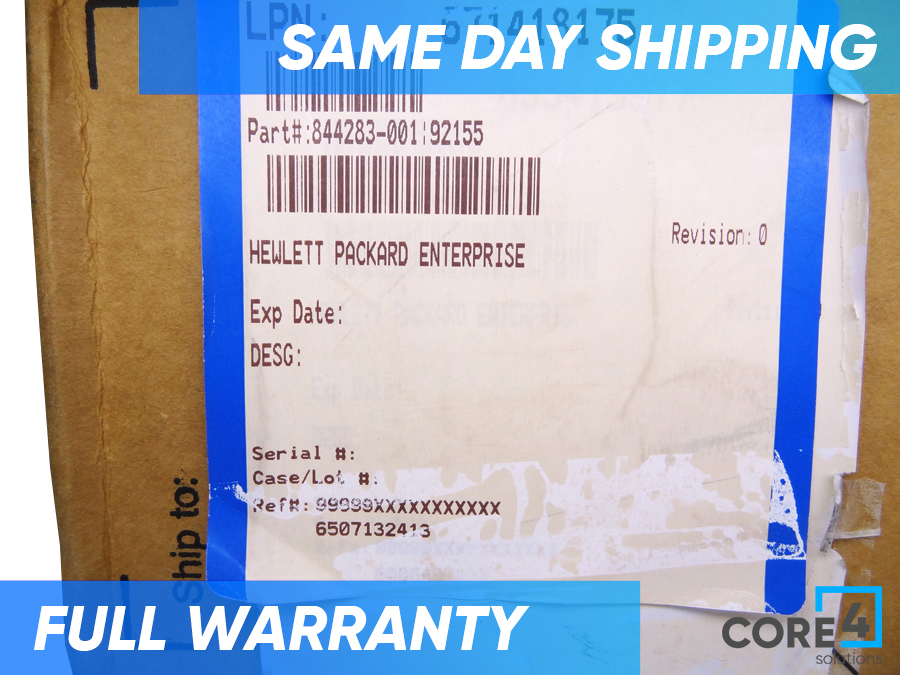 LPN: 671418175
SAME DAY SHIPPING
Part#:844283-001:92155
Revision: 0
HEWLETT PACKARD ENTERPRISE
Exp Date:
DESG:
Serial #:
Case/Lot #:
Ref#: 99999XXXXXXXXXXX
6507132413
Ship to:
FULL WARRANTY
CORE4
solutions